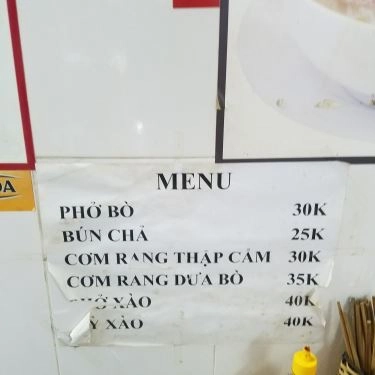 MENU
PHỞ BÒ 30K
BÚN CHẢ 25K
CƠM RANG THẬP CẨM 30K
CƠM RANG DƯA BÒ 35K
XÀO 40K
XÀO 40K